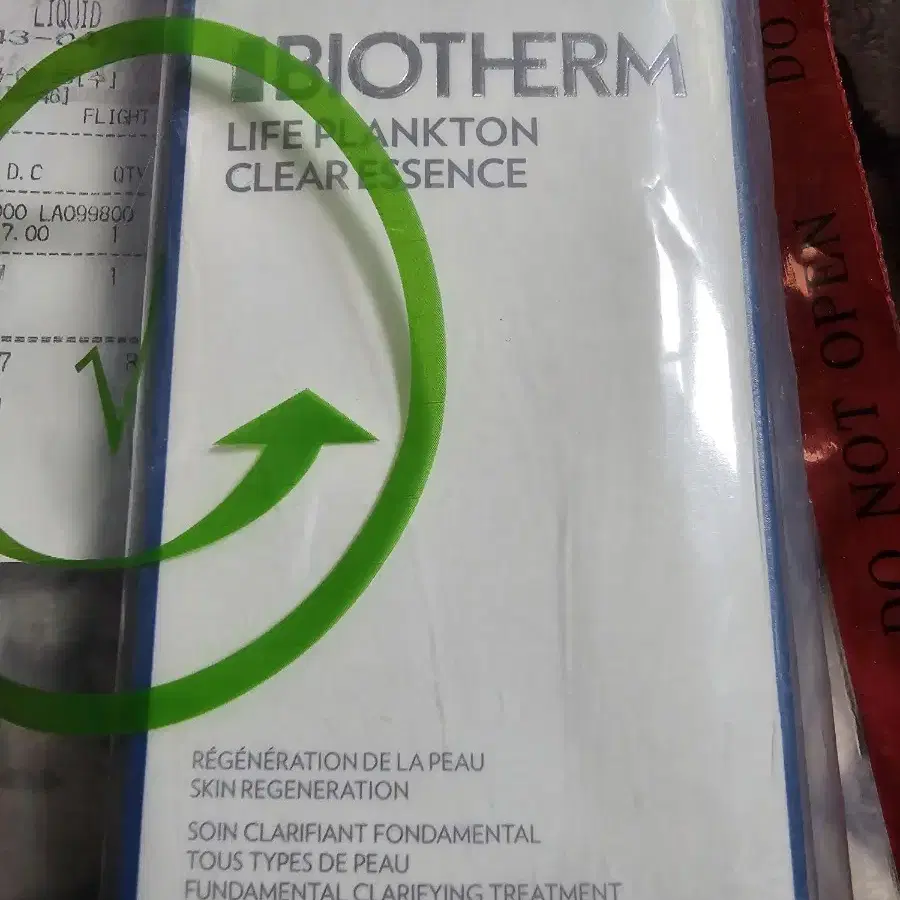 LIQUID
FLIGHT
D.C QTY
LA099800
7.00 1
1
BIOTHERM
LIFE PLANKTON
CLEAR ESSENCE
RÉGÉNÉRATION DE LA PEAU
SKIN REGENERATION
SOIN CLARIFIANT FONDAMENTAL
TOUS TYPES DE PEAU
FUNDAMENTAL CLARIFYING TREATMENT
DO NOT OPEN
DO